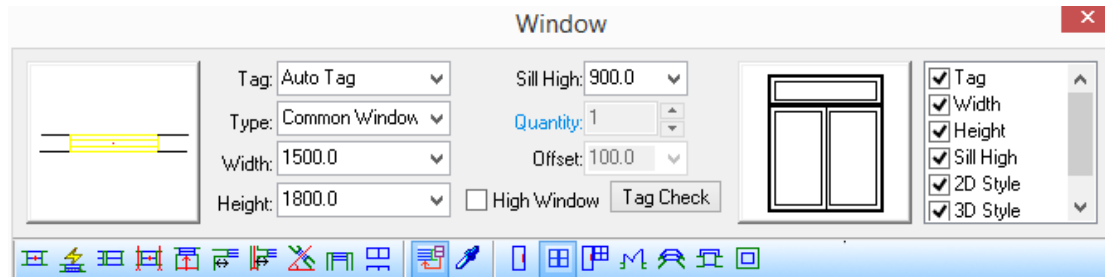 Window
Tag: Auto Tag
Type: Common Window
Width: 1500.0
Height: 1800.0
Sill High: 900.0
Quantity: 1
Offset: 100.0
High Window
Tag Check
Tag
Width
Height
Sill High
2D Style
3D Style